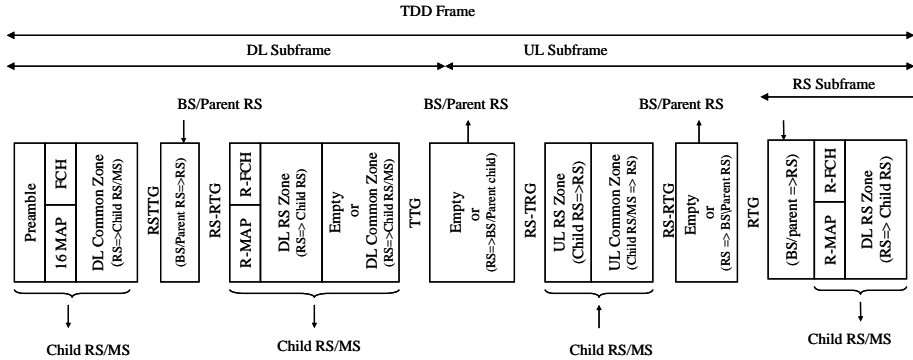 TDD Frame
DL Subframe
UL Subframe
RS Subframe
BS/Parent RS
BS/Parent RS
BS/Parent RS
Preamble
16 MAP
FCH
DL Common Zone
(RS=>Child RS/MS)
RSTTG
(BS/Parent RS=>RS)
RS-RTG
R-MAP
R-FCH
DL RS Zone
(RS=> Child RS)
Empty
or
DL Common Zone
(RS=>Child RS/MS)
TTG
Empty
or
(RS=>BS/Parent child)
RS-TRG
UL RS Zone
(Child RS=>RS)
UL Common Zone
(Child RS/MS => RS)
RS-RTG
Empty
or
(RS => BS\Parent RS)
RTG
(BS/parent =>RS)
R-MAP
R-FCH
DL RS Zone
(RS=> Child RS)
Child RS/MS
Child RS/MS
Child RS/MS
Child RS/MS